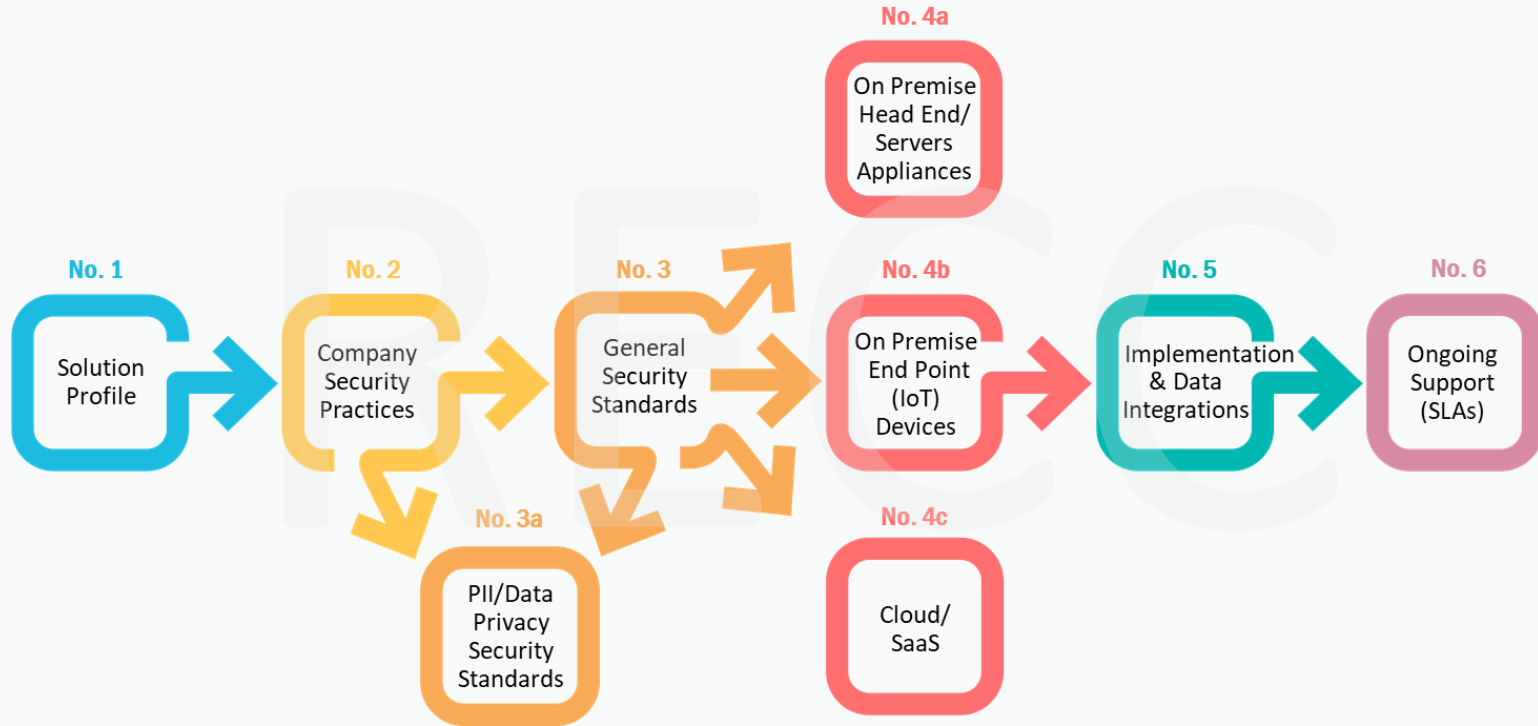 RECC
No. 1
Solution
Profile
No. 2
Company
Security
Practices
No. 3
General
Security
Standards
No. 3a
PII/Data
Privacy
Security
Standards
No. 4a
On Premise
Head End/
Servers
Appliances
No. 4b
On Premise
End Point
(IoT)
Devices
No. 4c
Cloud/
SaaS
No. 5
Implementation
& Data
Integrations
No. 6
Ongoing
Support
(SLAs)